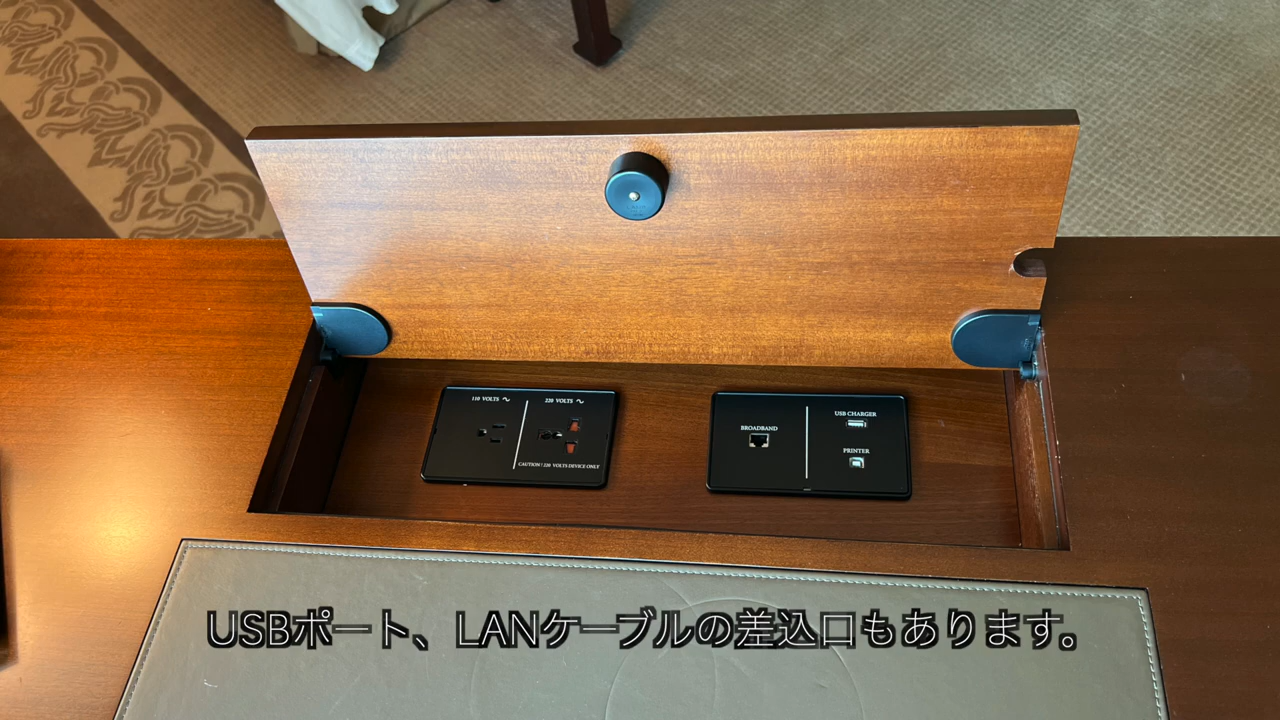 110 VOLTS
220 VOLTS
CAUTION! 220 VOLTS DEVICE ONLY
BROADBAND
USB CHARGER
PRINTER
USBポート、LANケーブルの差込口もあります。